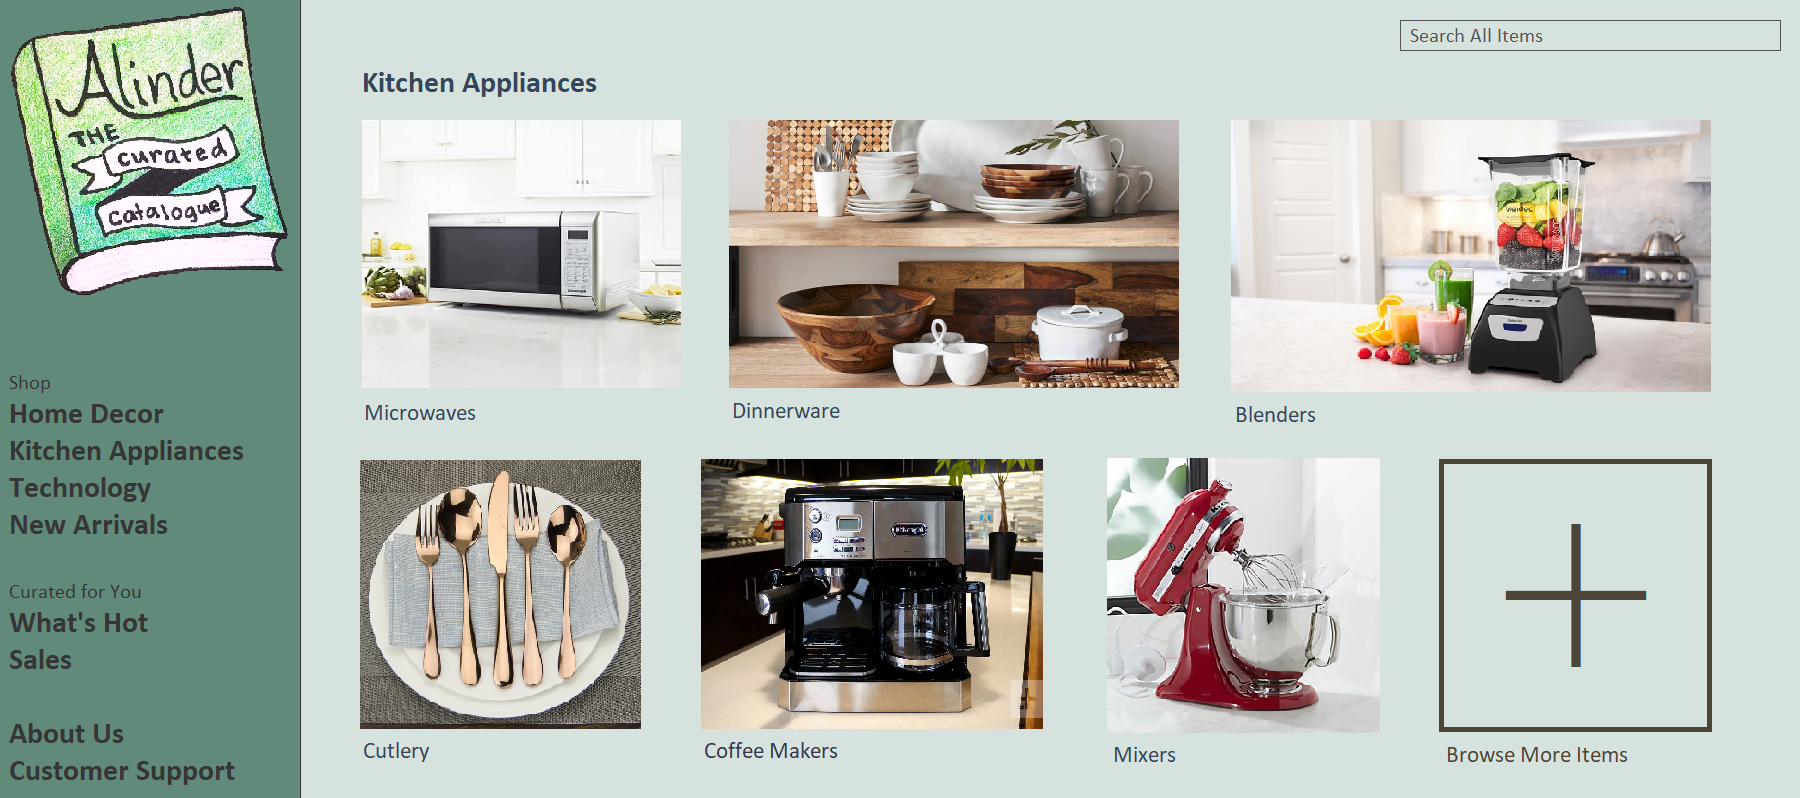 Alinder
THE
curated
catalogue
Shop
Home Decor
Kitchen Appliances
Technology
New Arrivals
Curated for You
What's Hot
Sales
About Us
Customer Support
Search All Items
Kitchen Appliances
Microwaves
Dinnerware
Blenders
Cutlery
Coffee Makers
Mixers
Browse More Items